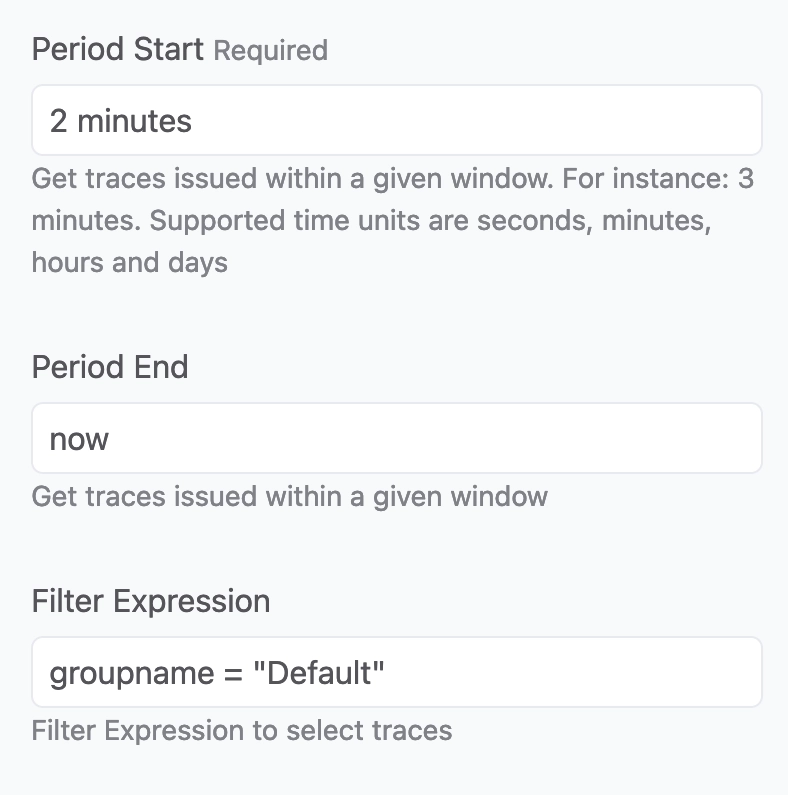 Period Start Required
2 minutes
Get traces issued within a given window. For instance: 3
minutes. Supported time units are seconds, minutes,
hours and days
Period End
now
Get traces issued within a given window
Filter Expression
groupname = "Default"
Filter Expression to select traces